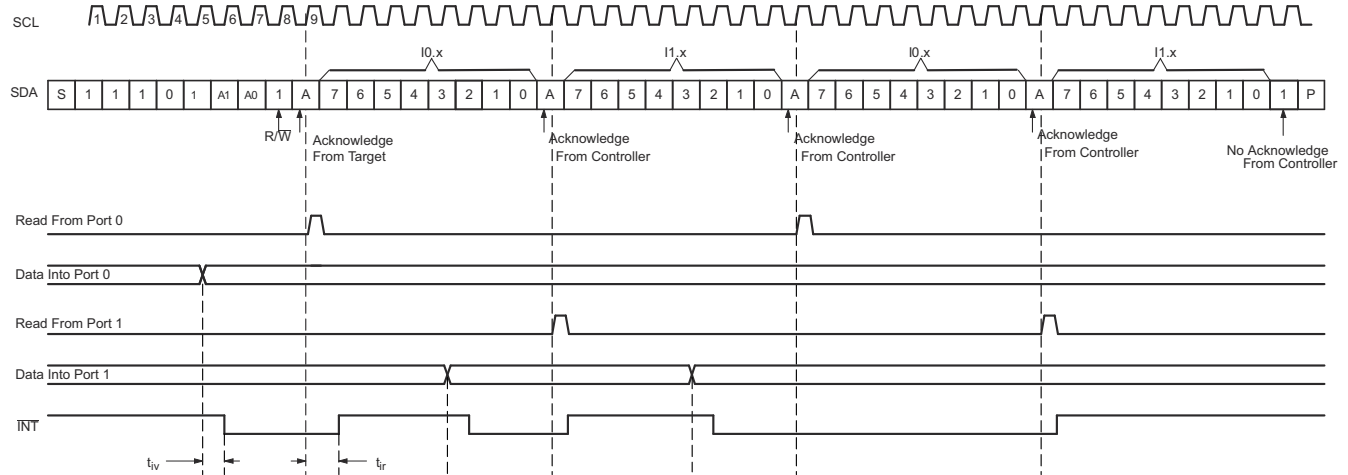 SCL 1 2 3 4 5 6 7 8 9
I0.x I1.x I0.x I1.x
SDA S 1 1 1 0 1 A1 A0 1 A 7 6 5 4 3 2 1 0 A 7 6 5 4 3 2 1 0 A 7 6 5 4 3 2 1 0 A 7 6 5 4 3 2 1 0 1 P
R/W̅ Acknowledge From Target
Acknowledge From Controller
Acknowledge From Controller
Acknowledge From Controller
No Acknowledge From Controller
Read From Port 0
Data Into Port 0
Read From Port 1
Data Into Port 1
I̅N̅T̅
tiv tir